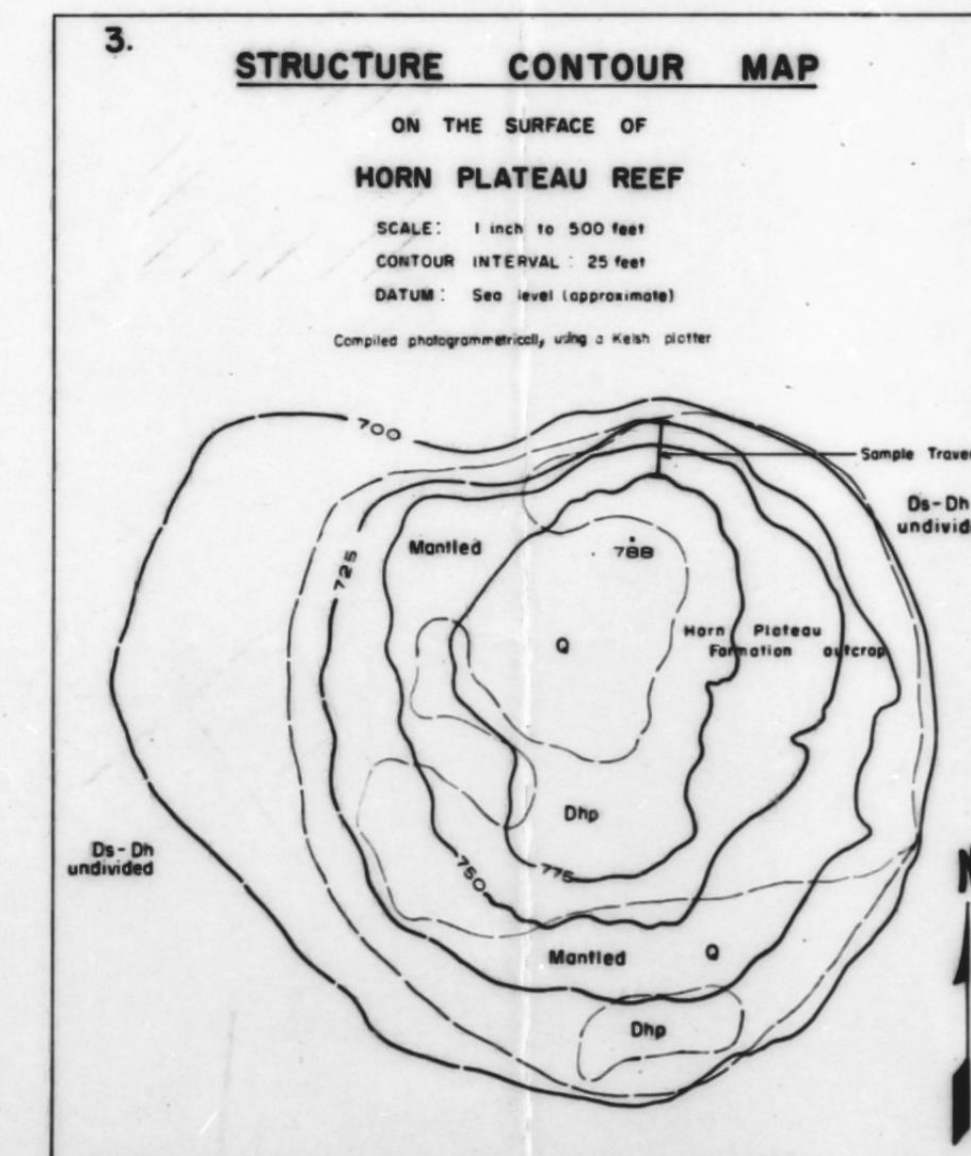 3.
STRUCTURE CONTOUR MAP
ON THE SURFACE OF
HORN PLATEAU REEF
SCALE: 1 inch to 500 feet
CONTOUR INTERVAL: 25 feet
DATUM: Sea level (approximate)
Compiled photogrammetrically, using a Kelsh plotter
700
Sample
Ds-Dh
Mantled
788
725
Q
Horn Plateau
Formation outcrop
Dhp
Ds-Dh
undivided
775
750
N
Mantled
Q
Dhp